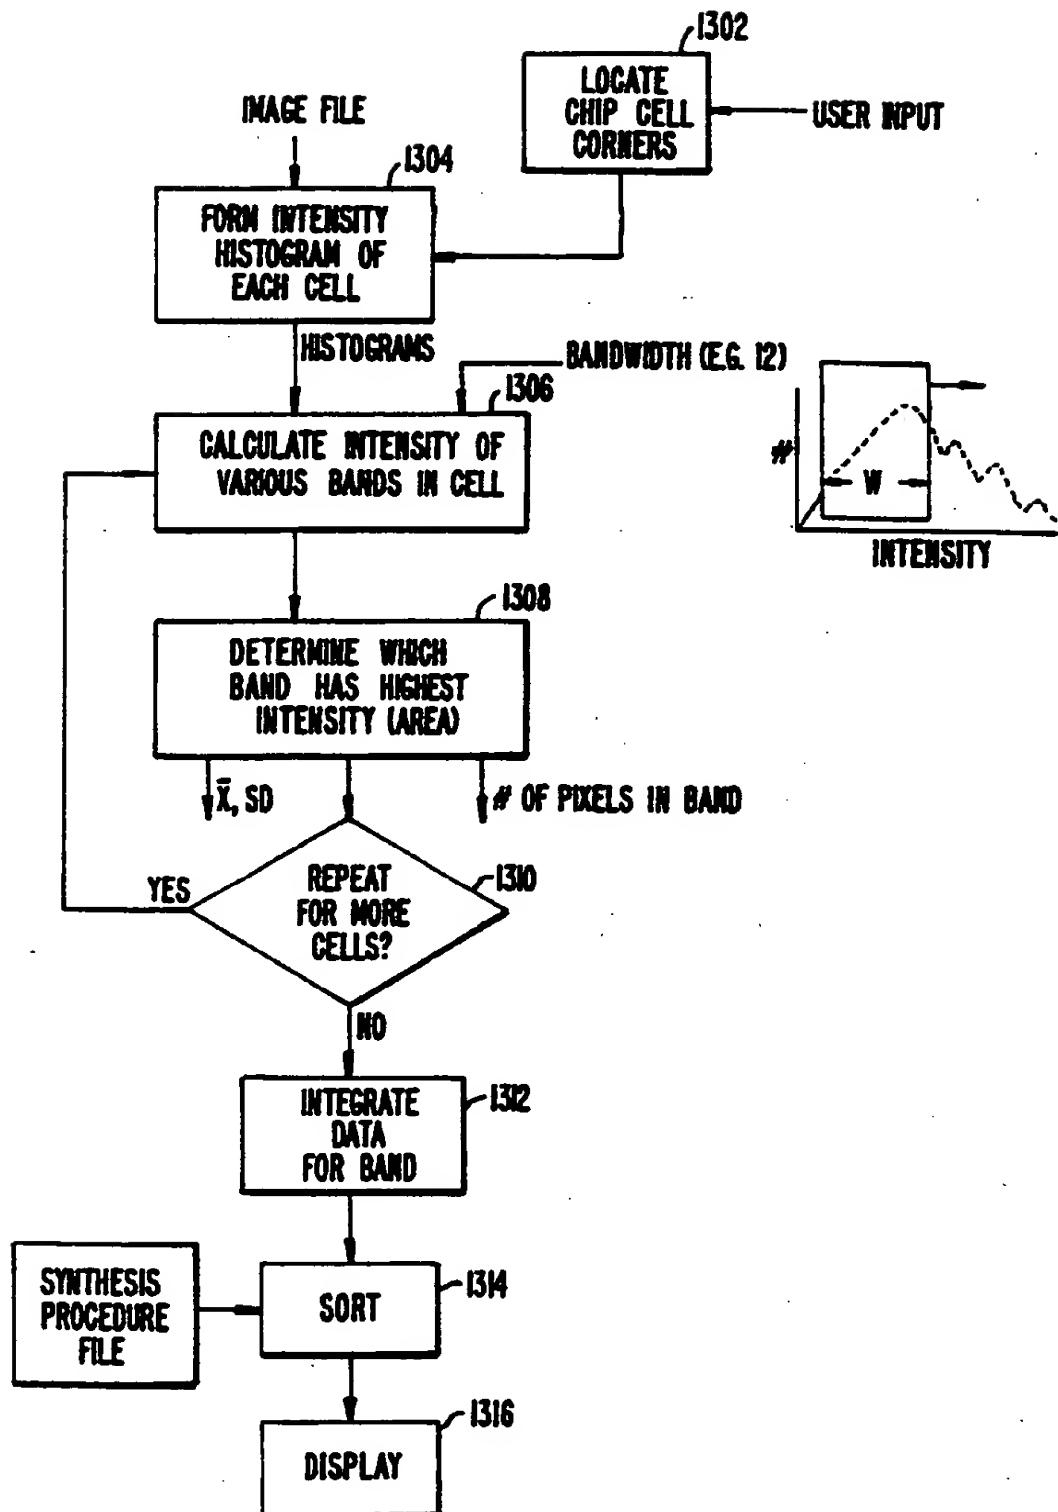 1302
LOCATE
CHIP CELL
CORNERS
USER INPUT
IMAGE FILE
1304
FORM INTENSITY
HISTOGRAM OF
EACH CELL
HISTOGRAMS
BANDWIDTH (E.G. 12)
1306
CALCULATE INTENSITY OF
VARIOUS BANDS IN CELL
#
W
INTENSITY
1308
DETERMINE WHICH
BAND HAS HIGHEST
INTENSITY (AREA)
X̄, SD
# OF PIXELS IN BAND
YES
1310
REPEAT
FOR MORE
CELLS?
NO
1312
INTEGRATE
DATA
FOR BAND
SYNTHESIS
PROCEDURE
FILE
1314
SORT
1316
DISPLAY